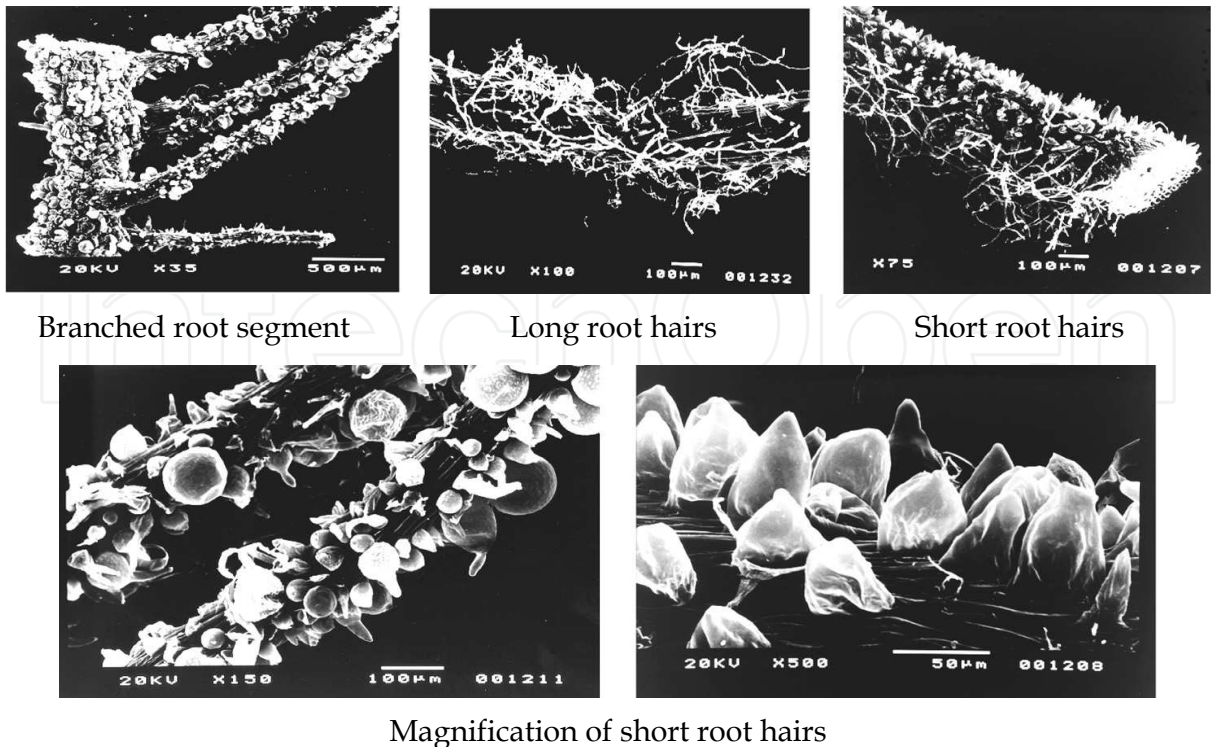 20KV X35 500µm
20KV X100 100µm 001232
X75 100µm 001207
Branched root segment
Long root hairs
Short root hairs
IntechOpen
20KV X150 100µm 001211
20KV X500 50µm 001208
Magnification of short root hairs